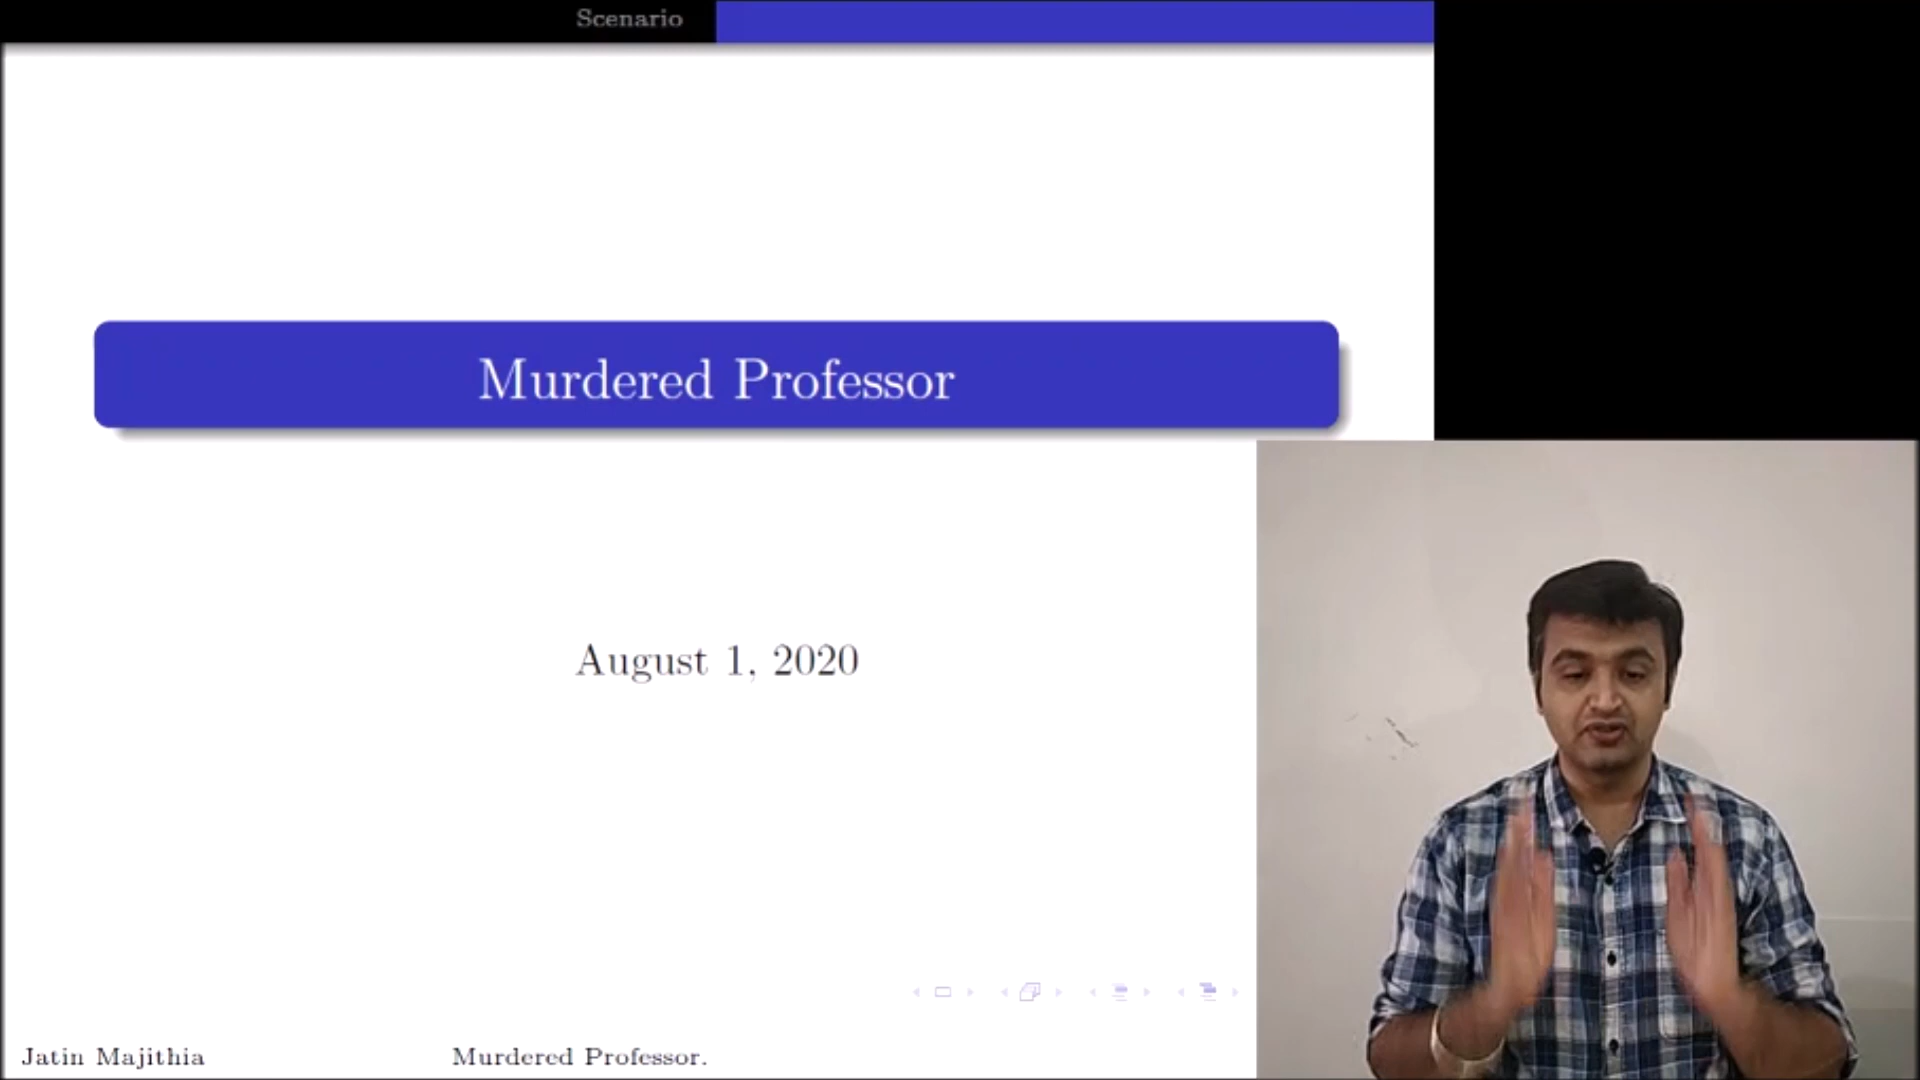 Scenario
Murdered Professor
August 1, 2020
Jatin Majithia
Murdered Professor.